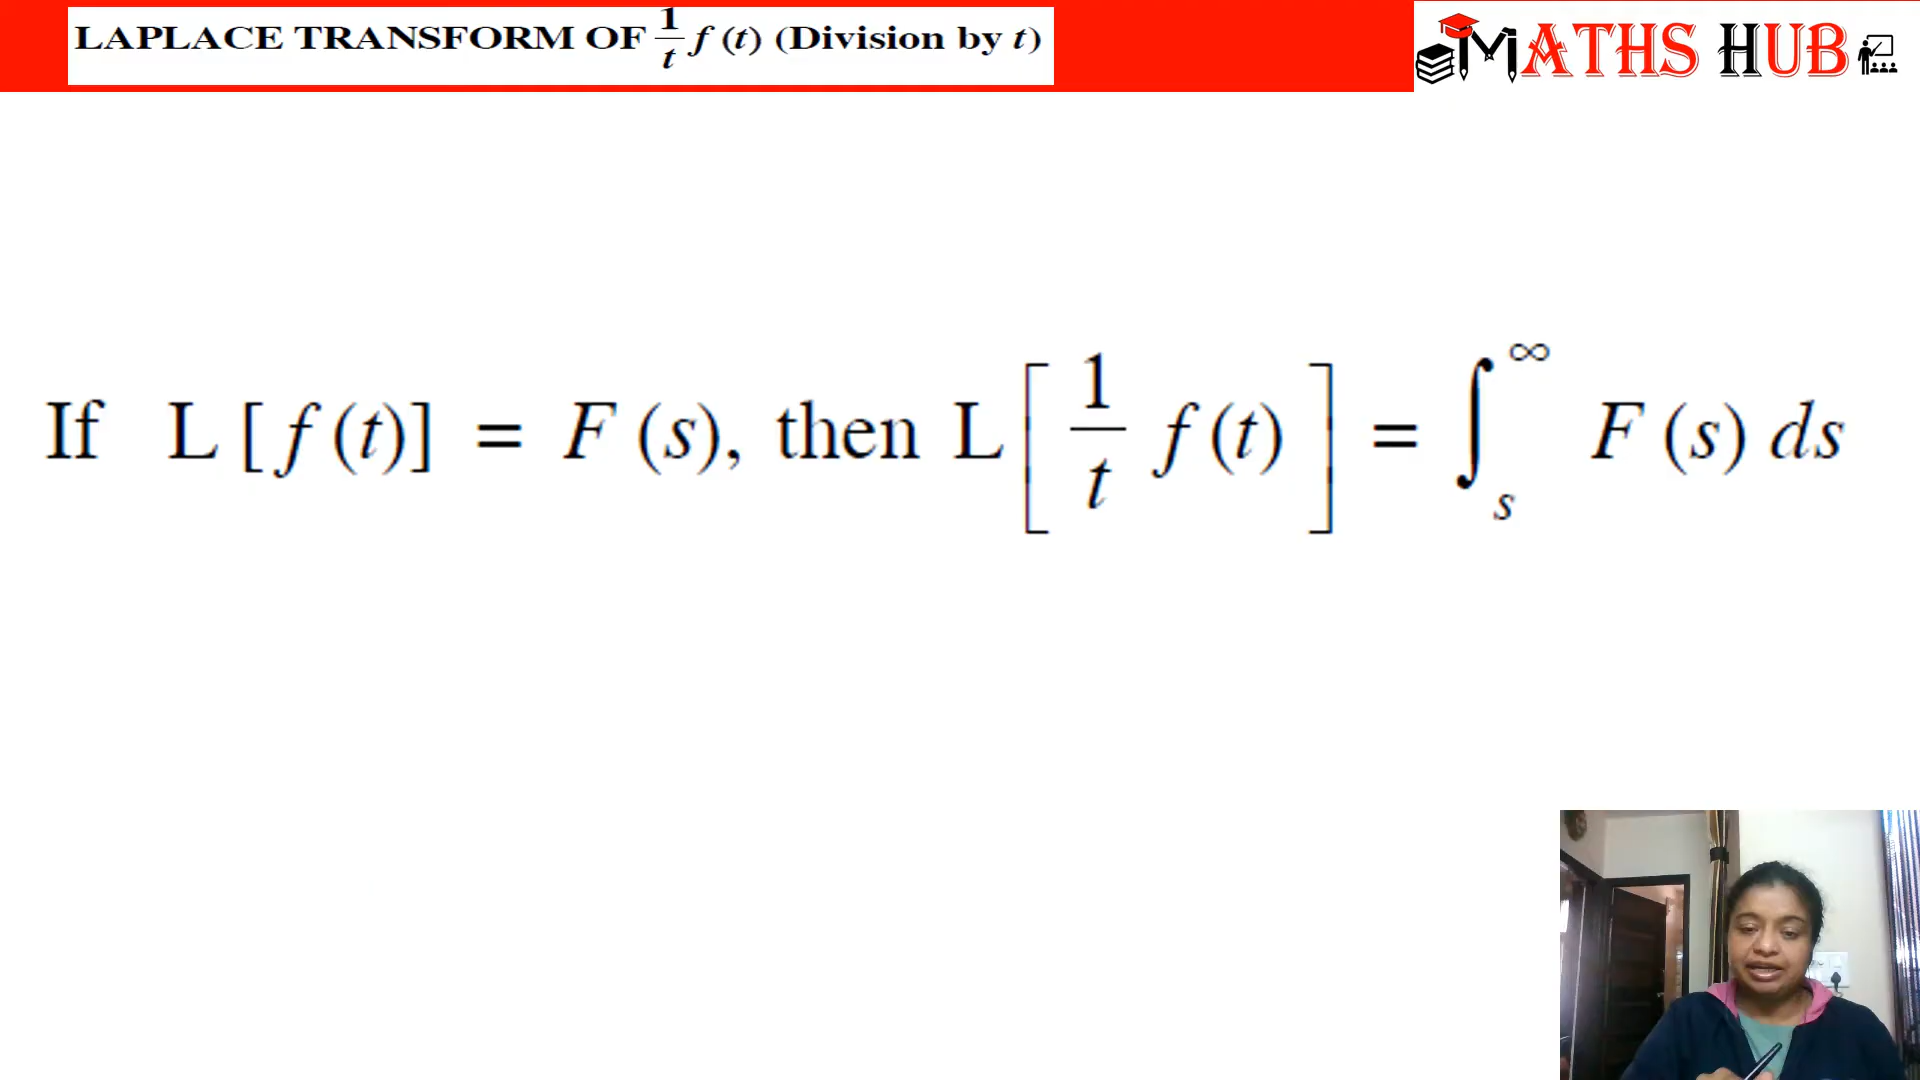 LAPLACE TRANSFORM OF 1/t f (t) (Division by t)
MATHS HUB
If L [f (t)] = F (s), then L[1/t f (t)] = ∫_s^∞ F (s) ds